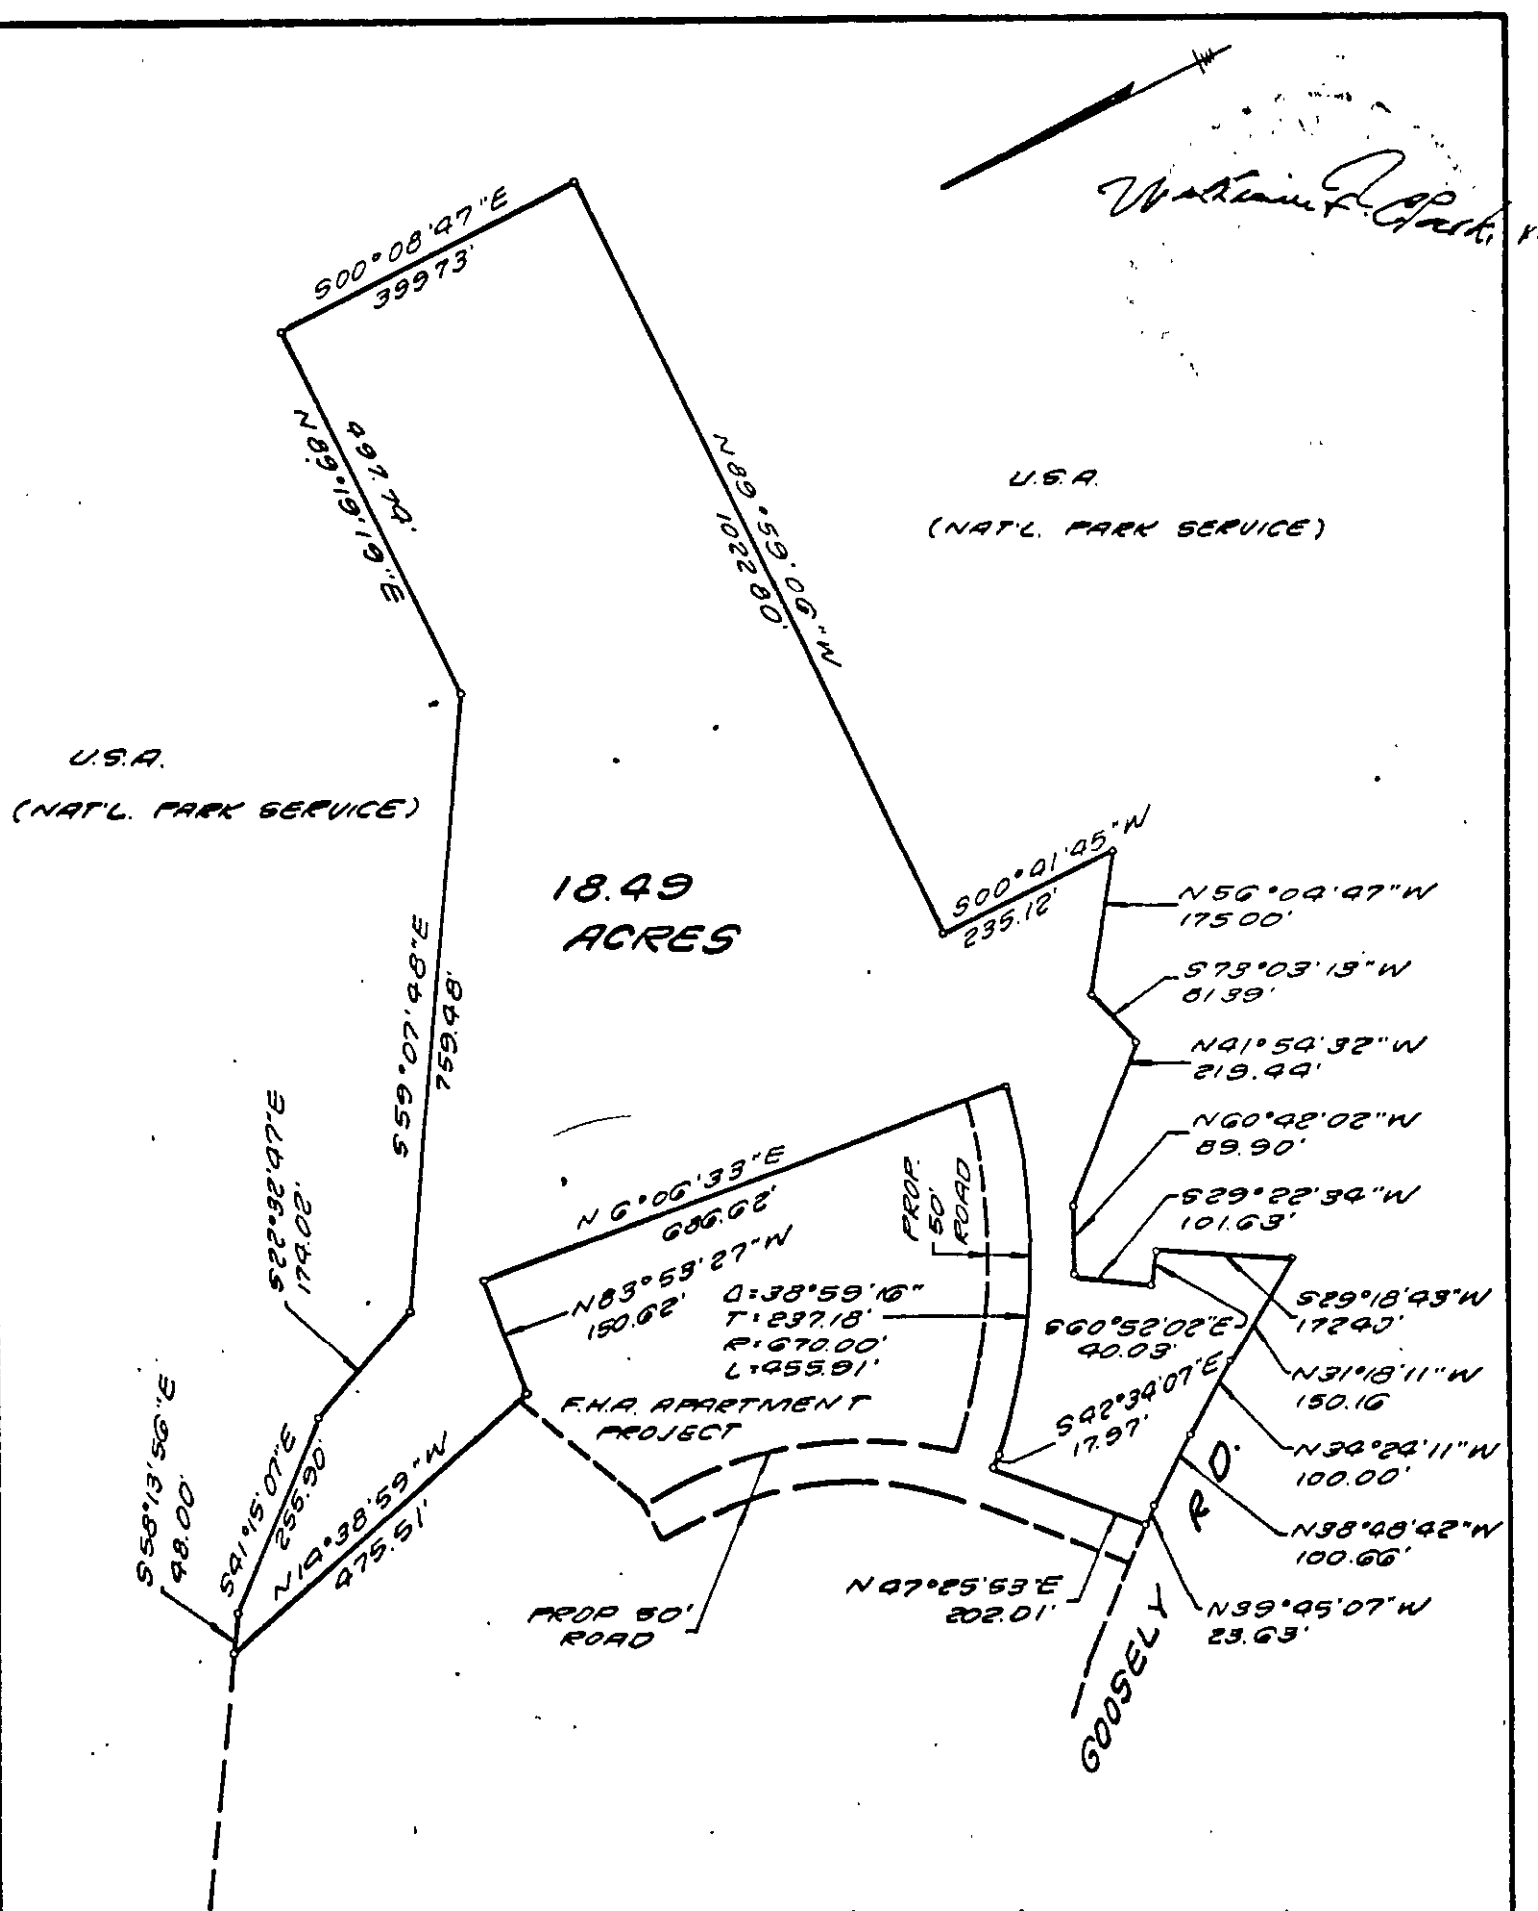 S00°08'47"E
399.73'
N89°19'19"E
497.74'
N89°59'06"W
1022.80'
U.S.A.
(NAT'L. PARK SERVICE)
U.S.A.
(NAT'L. PARK SERVICE)
18.49
ACRES
S00°41'45"W
235.12'
N56°04'47"W
175.00'
S73°03'13"W
81.39'
N41°54'32"W
219.44'
N60°42'02"W
89.90'
S29°22'34"W
101.63'
S59°07'48"E
759.48'
S22°32'47"E
174.02'
N6°06'33"E
686.62'
PROP.
50'
ROAD
N83°53'27"W
150.62'
Δ=38°59'16"
T=237.18'
R=670.00'
L=455.91'
S60°52'02"E
40.03'
S29°18'43"W
172.40'
N31°18'11"W
150.16
S42°34'07"E
17.97'
F.H.A. APARTMENT
PROJECT
N34°24'11"W
100.00'
S58°13'56"E
48.00'
S41°15'07"E
255.90'
N14°38'59"W
475.51'
N38°48'42"W
100.66'
PROP 50'
ROAD
N47°25'53"E
202.01'
N39°45'07"W
23.63'
GOOSELY RD.